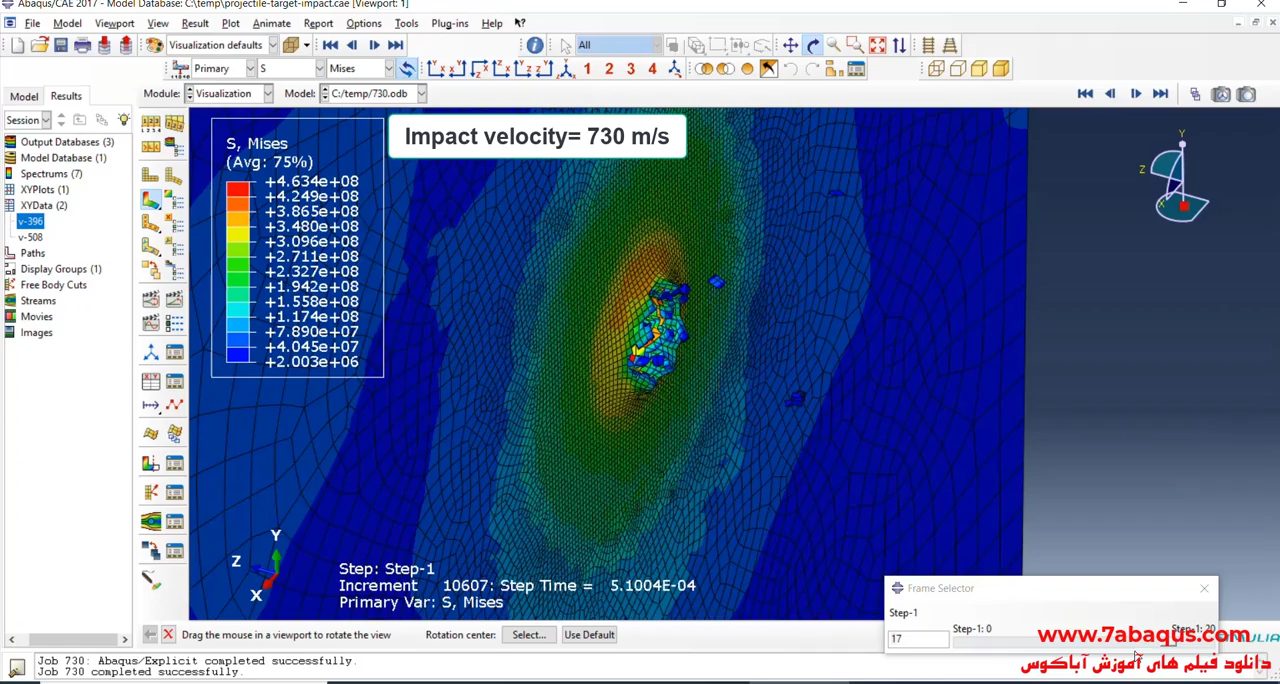 Abaqus/CAE 2017 - Model Database: C:\temp\projectile-target-impact.cae [Viewport: 1]
File Model Viewport View Result Plot Animate Report Options Tools Plug-ins Help
Visualization defaults All
Primary S Mises 1 2 3 4
Model Results Module: Visualization Model: C:/temp/730.odb
Session
Output Databases (3)
Model Database (1)
Spectrums (7)
XYPlots (1)
XYData (2)
v-396
v-508
Paths
Display Groups (1)
Free Body Cuts
Streams
Movies
Images
Impact velocity= 730 m/s
S, Mises
(Avg: 75%)
+4.634e+08
+4.249e+08
+3.865e+08
+3.480e+08
+3.096e+08
+2.711e+08
+2.327e+08
+1.942e+08
+1.558e+08
+1.174e+08
+7.890e+07
+4.045e+07
+2.003e+06
Y
Z
X
Y
Z
X
Step: Step-1
Increment 10607: Step Time = 5.1004E-04
Primary Var: S, Mises
Frame Selector
Step-1
Step-1: 0 Step-1: 20
17
Drag the mouse in a viewport to rotate the view Rotation center: Select... Use Default
www.7abaqus.com
دانلود فیلم های آموزش آباکوس
Job 730: Abaqus/Explicit completed successfully.
Job 730 completed successfully.